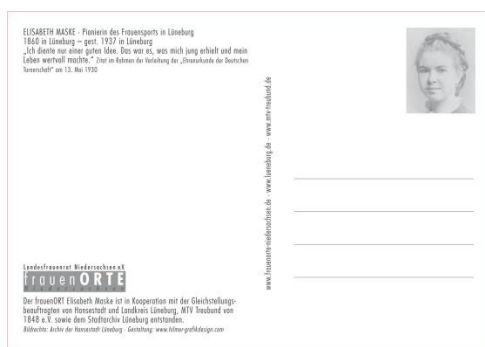 ELISABETH MASKE - Pionierin des Frauensports in Lüneburg
1860 in Lüneburg – gest. 1937 in Lüneburg
„Ich diente nur einer guten Idee. Das war es, was mich jung erhielt und mein
Leben wertvoll machte.“ Zitat im Rahmen der Verleihung der „Ehrenurkunde der Deutschen
Turnerschaft“ am 13. Mai 1930
www.frauenorte-niedersachsen.de - www.lueneburg.de - www.mtv-treubund.de
Landesfrauenrat Niedersachsen e.V.
frauenORTE
Niedersachsen
Der frauenORT Elisabeth Maske ist in Kooperation mit der Gleichstellungs-
beauftragten von Hansestadt und Landkreis Lüneburg, MTV Treubund von
1848 e.V. sowie dem Stadtarchiv Lüneburg entstanden.
Bildrechte: Archiv der Hansestadt Lüneburg - Gestaltung: www.hilmer-grafikdesign.com